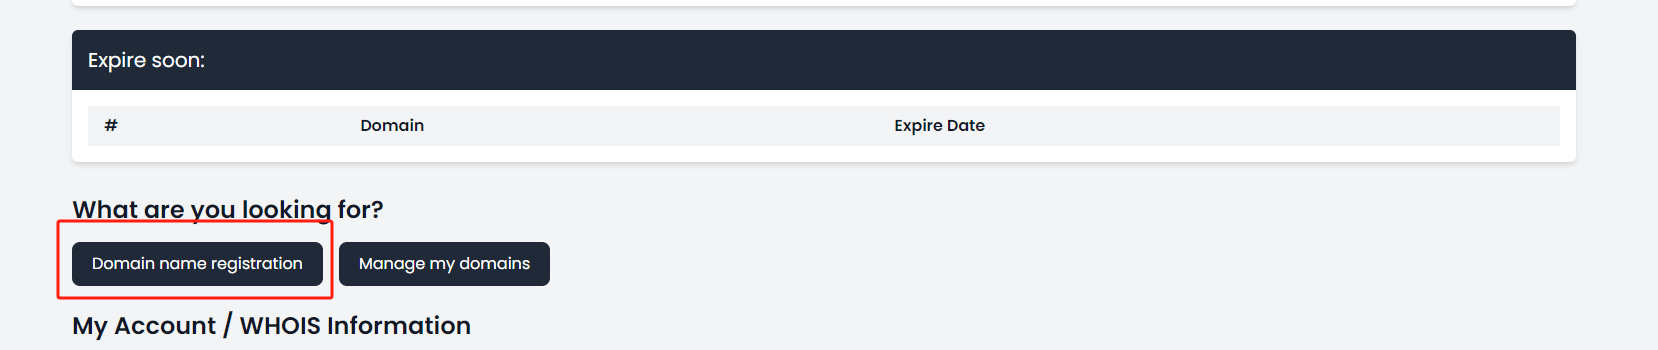 Expire soon:
# Domain Expire Date
What are you looking for?
Domain name registration Manage my domains
My Account / WHOIS Information